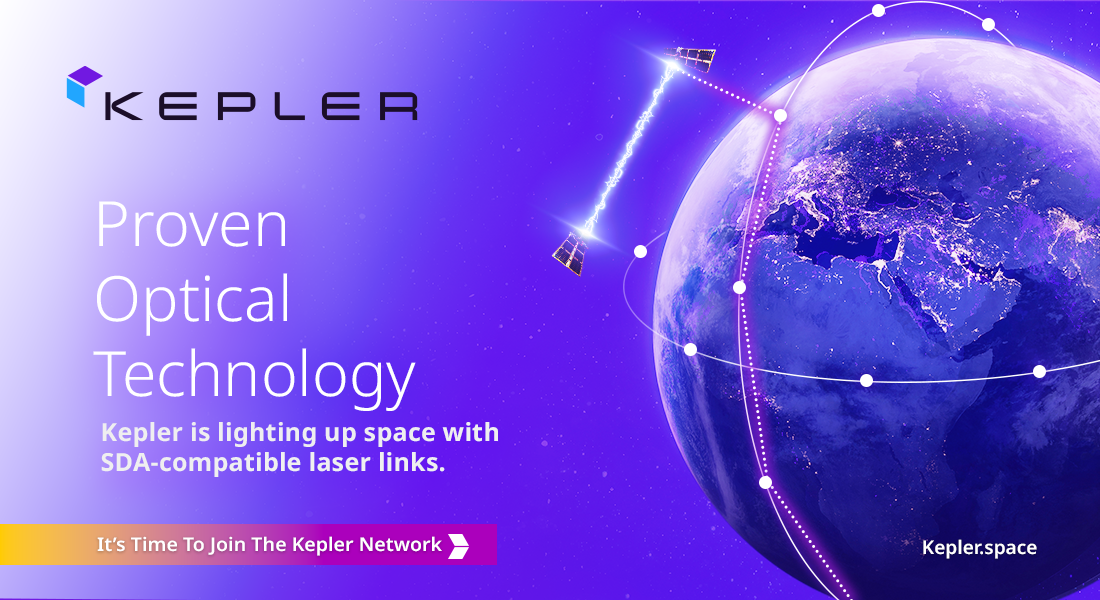 KEPLER
Proven
Optical
Technology
Kepler is lighting up space with
SDA-compatible laser links.
It’s Time To Join The Kepler Network
Kepler.space